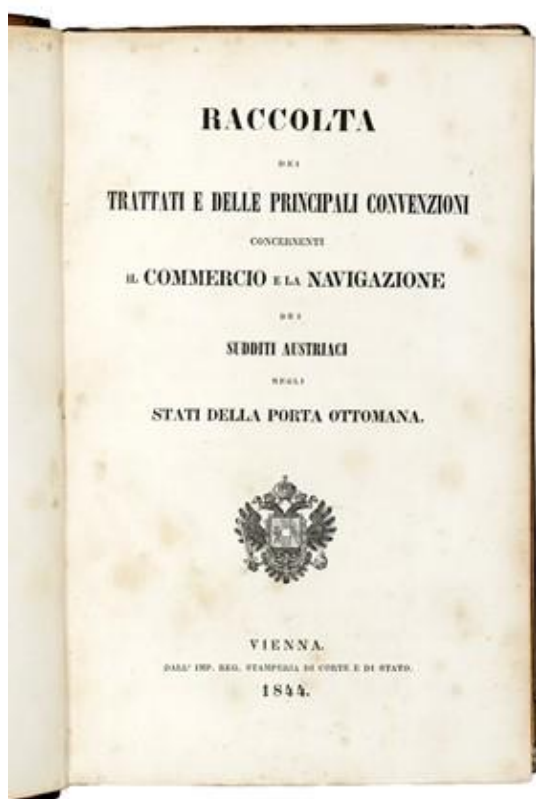 RACCOLTA
DEI
TRATTATI E DELLE PRINCIPALI CONVENZIONI
CONCERNENTI
IL COMMERCIO E LA NAVIGAZIONE
DEI
SUDDITI AUSTRIACI
NEGLI
STATI DELLA PORTA OTTOMANA.
VIENNA.
DALL' IMP. REG. STAMPERIA DI CORTE E DI STATO.
1844.